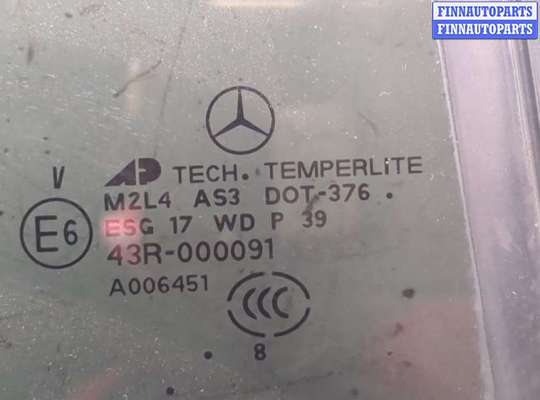 FINNAUTOPARTS
FINNAUTOPARTS
V
AP TECH. TEMPERLITE
M2L4 AS3 DOT-376 .
ESG 17 WD P 39
E6
43R-000091
A006451
CCC
8